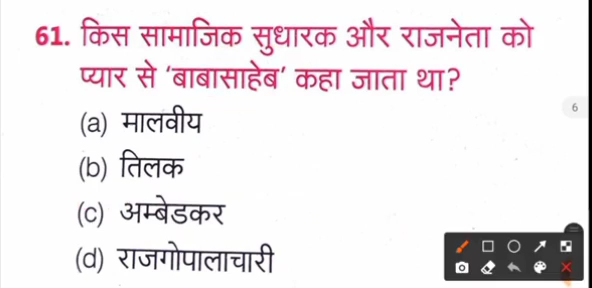 61. किस सामाजिक सुधारक और राजनेता को
प्यार से ‘बाबासाहेब’ कहा जाता था?
(a) मालवीय
6
(b) तिलक
(c) अम्बेडकर
(d) राजगोपालाचारी